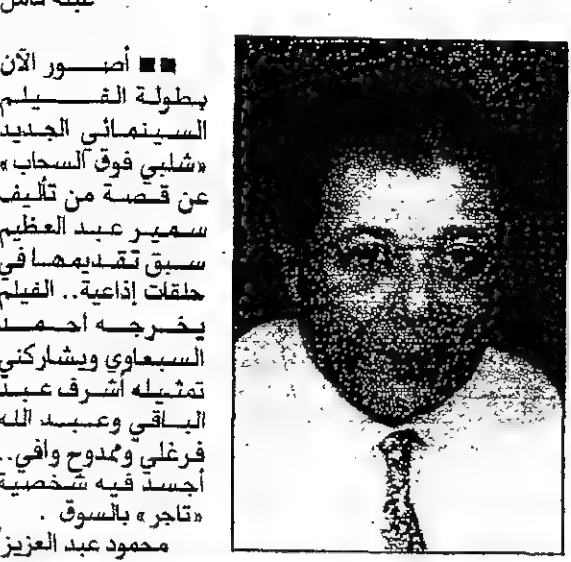 عبلة كامل
■■ أصور الآن
بطولة الفيلم
السينمائي الجديد
«شلبي فوق السحاب»
عن قصة من تأليف
سمير عبد العظيم
سبق تقديمها في
حلقات إذاعية.. الفيلم
يخرجه أحمد
السبعاوي ويشاركني
تمثيله أشرف عبد
الباقي وعبد الله
فرغلي وممدوح وافي..
أجسد فيه شخصية
«تاجر» بالسوق .
محمود عبد العزيز